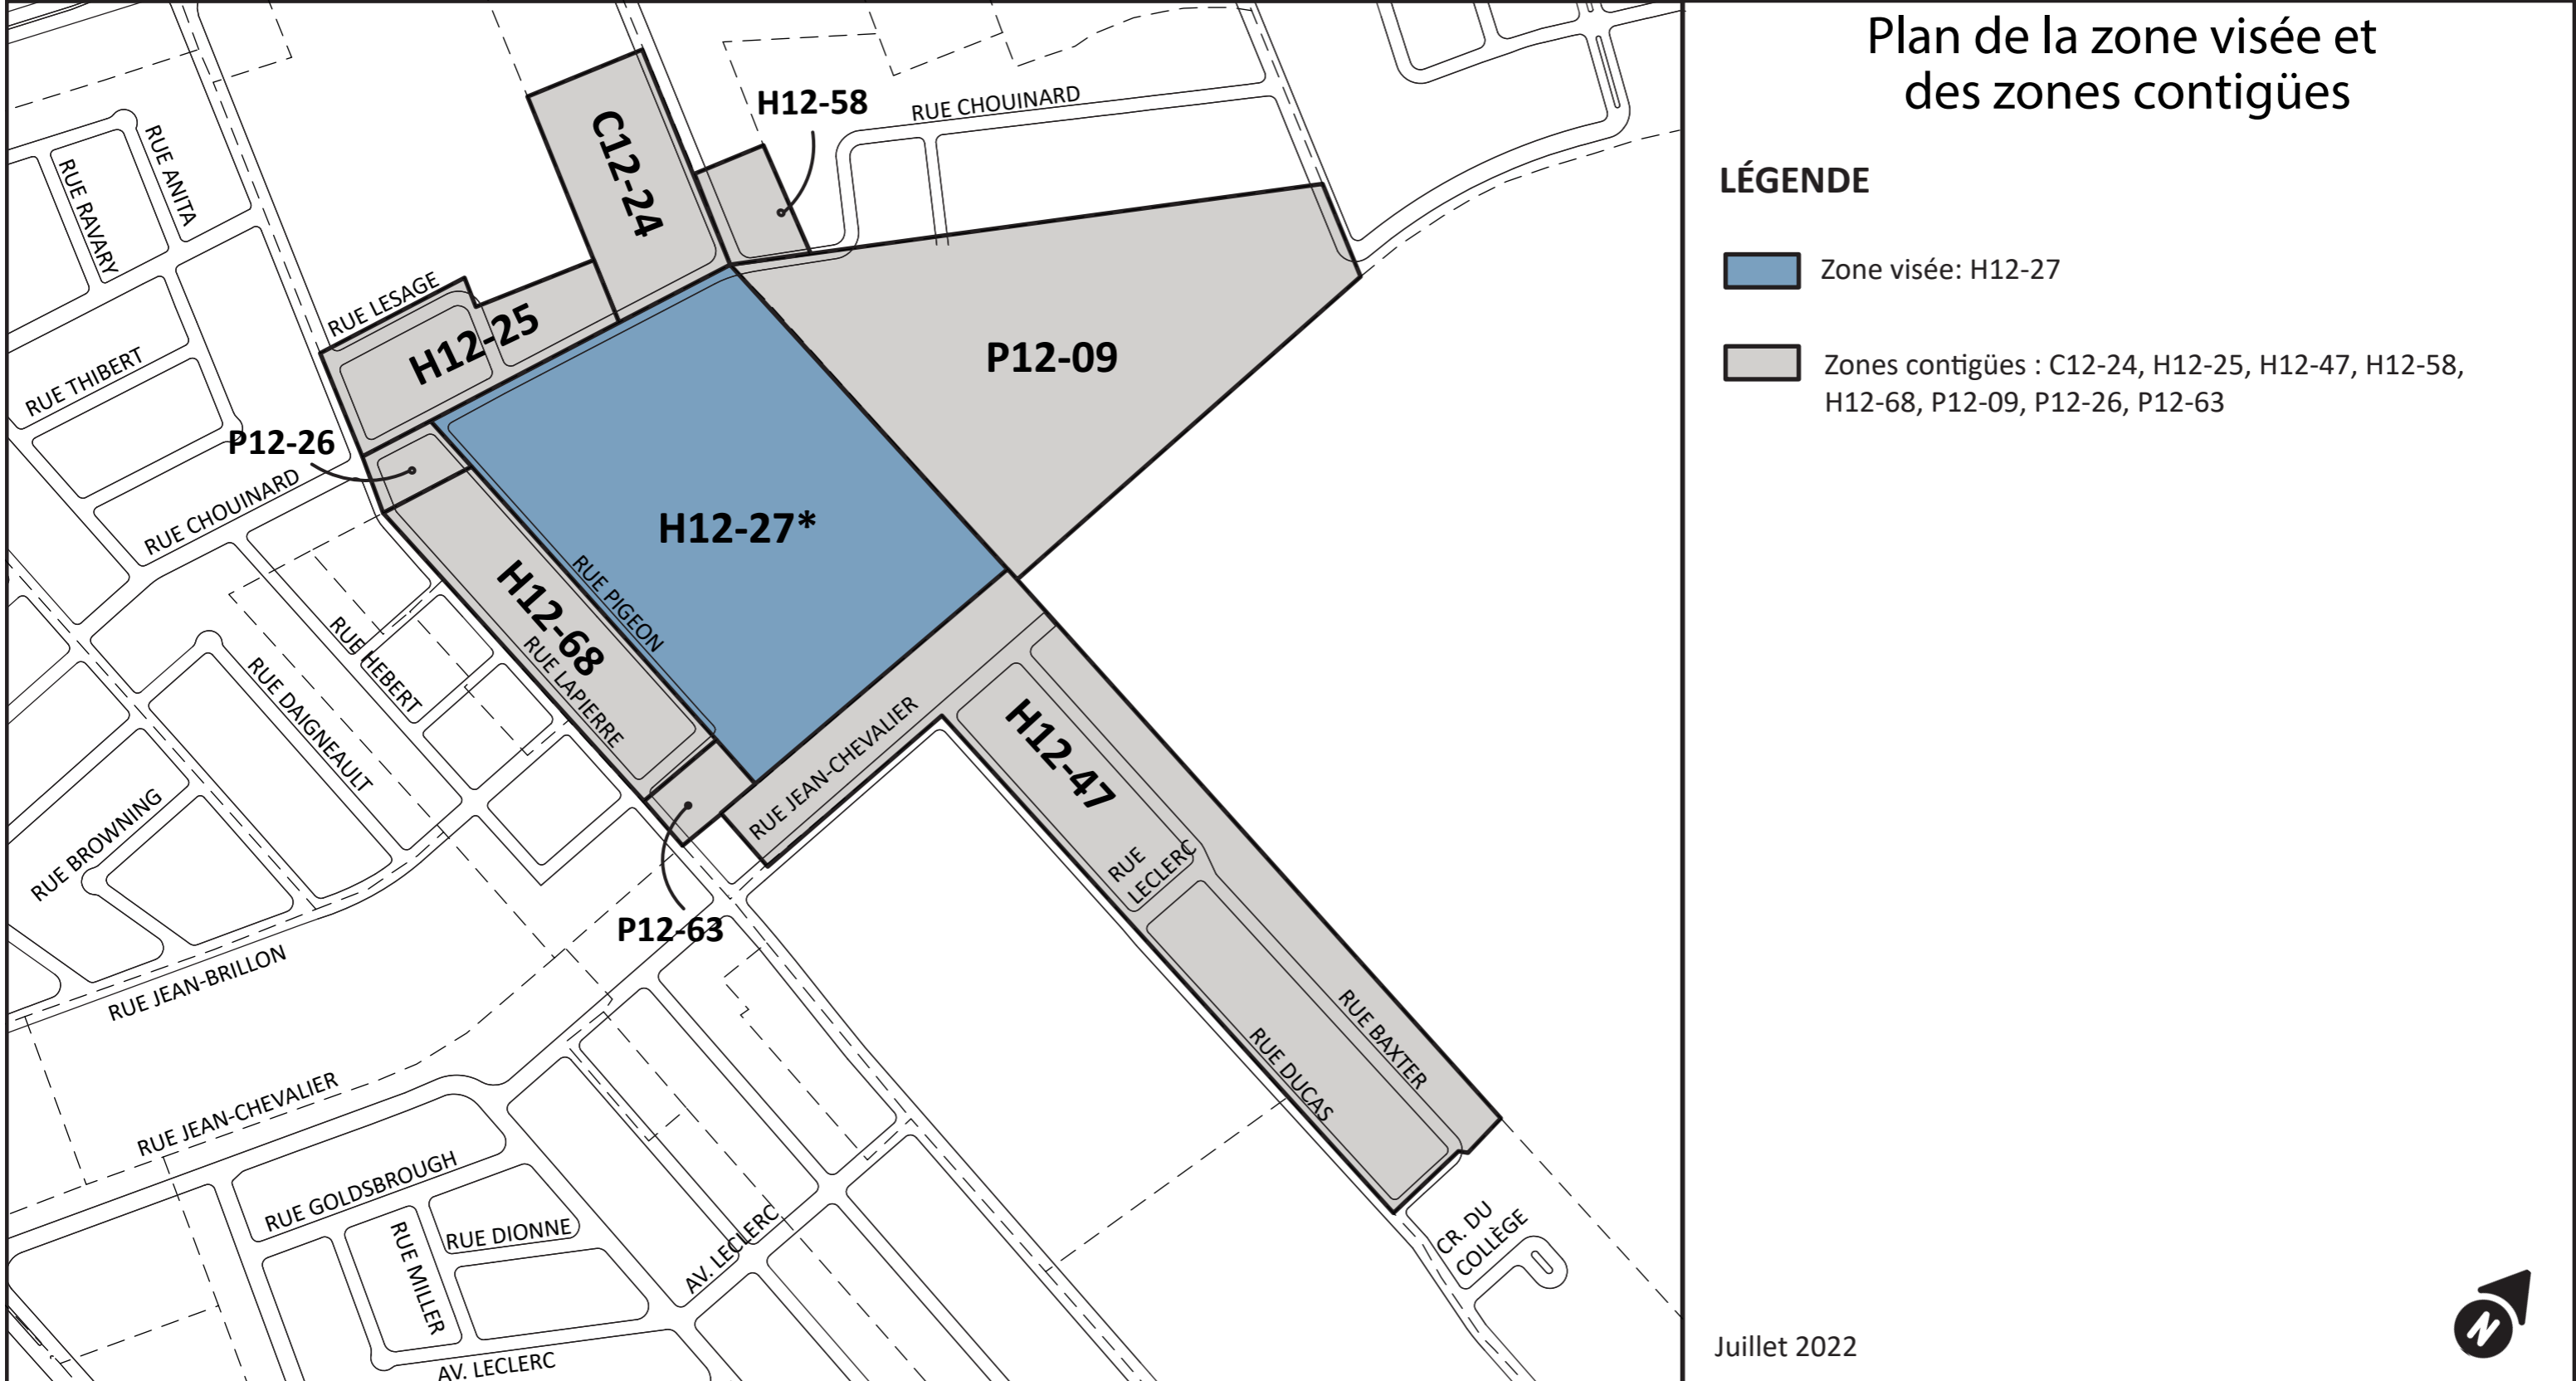 Plan de la zone visée et
des zones contigües
LÉGENDE
Zone visée: H12-27
Zones contigües : C12-24, H12-25, H12-47, H12-58,
H12-68, P12-09, P12-26, P12-63
Juillet 2022
N
H12-58
RUE CHOUINARD
C12-24
RUE ANITA
RUE RAVARY
RUE LESAGE
H12-25
P12-09
RUE THIBERT
P12-26
RUE CHOUINARD
H12-27*
RUE PIGEON
H12-68
RUE LAPIERRE
RUE HEBERT
RUE DAIGNEAULT
RUE JEAN-CHEVALIER
H12-47
RUE BROWNING
RUE
LECLERC
P12-63
RUE JEAN-BRILLON
RUE BAXTER
RUE DUCAS
RUE JEAN-CHEVALIER
RUE GOLDSBROUGH
RUE DIONNE
RUE MILLER
AV. LECLERC
CR. DU
COLLÈGE
AV. LECLERC